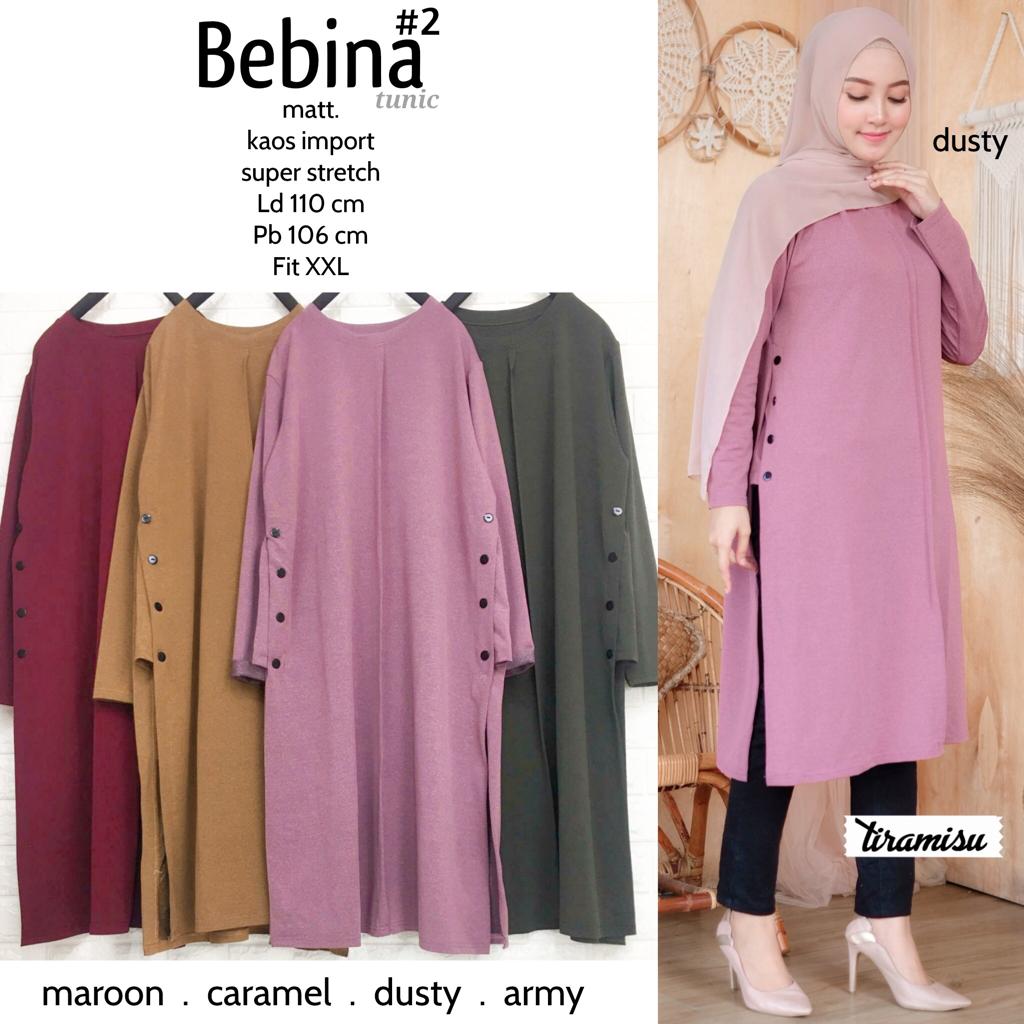 Bebina #2
tunic
matt.
kaos import
super stretch
Ld 110 cm
Pb 106 cm
Fit XXL
dusty
tiramisu
maroon . caramel . dusty . army